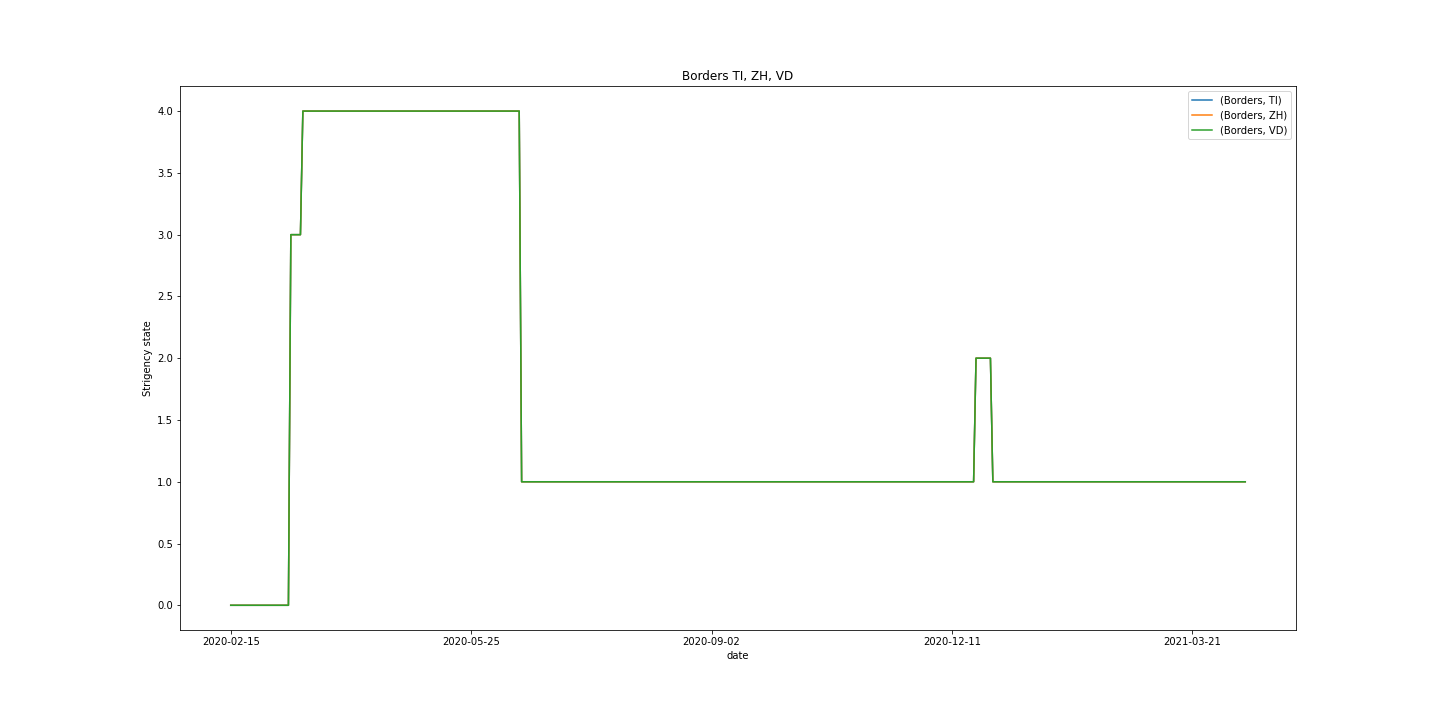 Borders TI, ZH, VD
(Borders, TI)
(Borders, ZH)
(Borders, VD)
4.0
3.5
3.0
2.5
2.0
1.5
1.0
0.5
0.0
Strigency state
2020-02-15
2020-05-25
2020-09-02
2020-12-11
2021-03-21
date